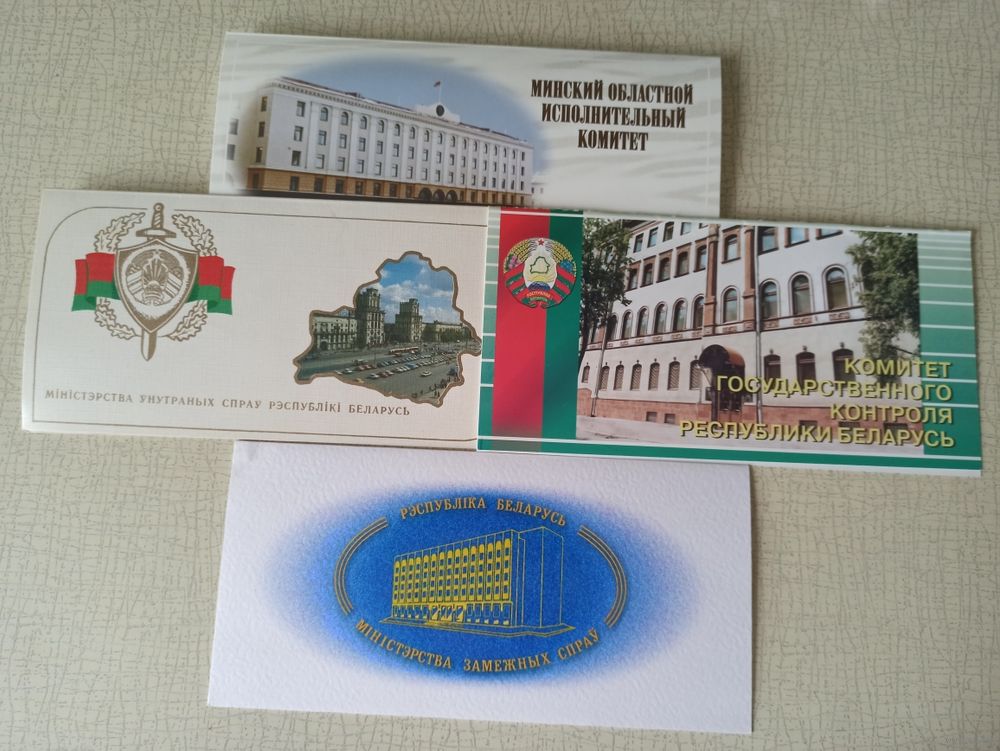 МИНСКИЙ ОБЛАСТНОЙ
ИСПОЛНИТЕЛЬНЫЙ
КОМИТЕТ
МІНІСТЭРСТВА УНУТРАНЫХ СПРАЎ РЭСПУБЛІКІ БЕЛАРУСЬ
КОМИТЕТ
ГОСУДАРСТВЕННОГО
КОНТРОЛЯ
РЕСПУБЛИКИ БЕЛАРУСЬ
РЭСПУБЛІКА БЕЛАРУСЬ
МІНІСТЭРСТВА ЗАМЕЖНЫХ СПРАЎ